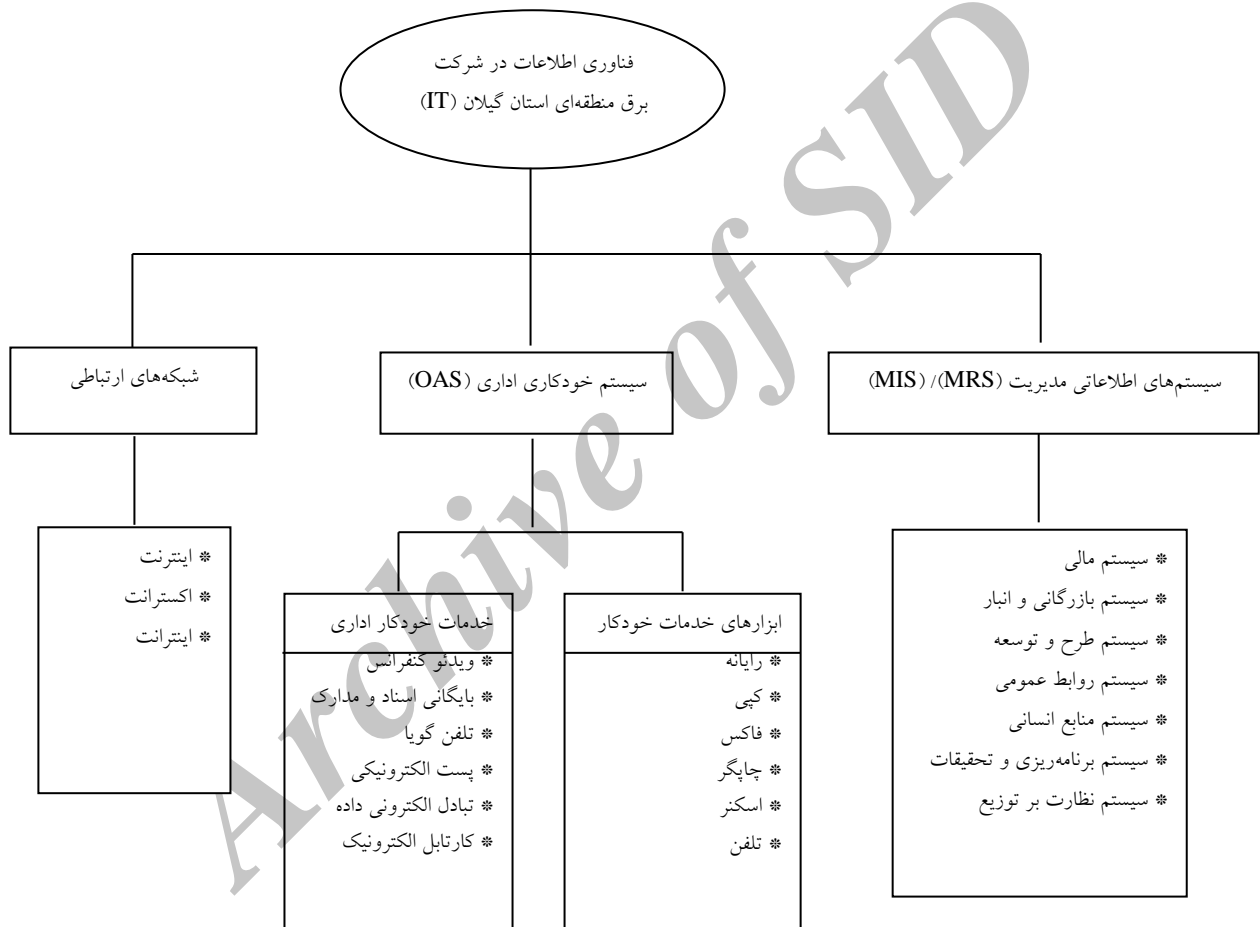 فناوری اطلاعات در شرکت
برق منطقه‌ای استان گیلان (IT)
سیستم‌های اطلاعاتی مدیریت (MRS)/ (MIS)
سیستم خودکاری اداری (OAS)
شبکه‌های ارتباطی
* سیستم مالی
* سیستم بازرگانی و انبار
* سیستم طرح و توسعه
* سیستم روابط عمومی
* سیستم منابع انسانی
* سیستم برنامه‌ریزی و تحقیقات
* سیستم نظارت بر توزیع
ابزارهای خدمات خودکار
* رایانه
* کپی
* فاکس
* چاپگر
* اسکنر
* تلفن
خدمات خودکار اداری
* ویدئو کنفرانس
* بایگانی اسناد و مدارک
* تلفن گویا
* پست الکترونیکی
* تبادل الکترونی داده
* کارتابل الکترونیک
* اینترنت
* اکسترانت
* اینترانت
Archive of SID